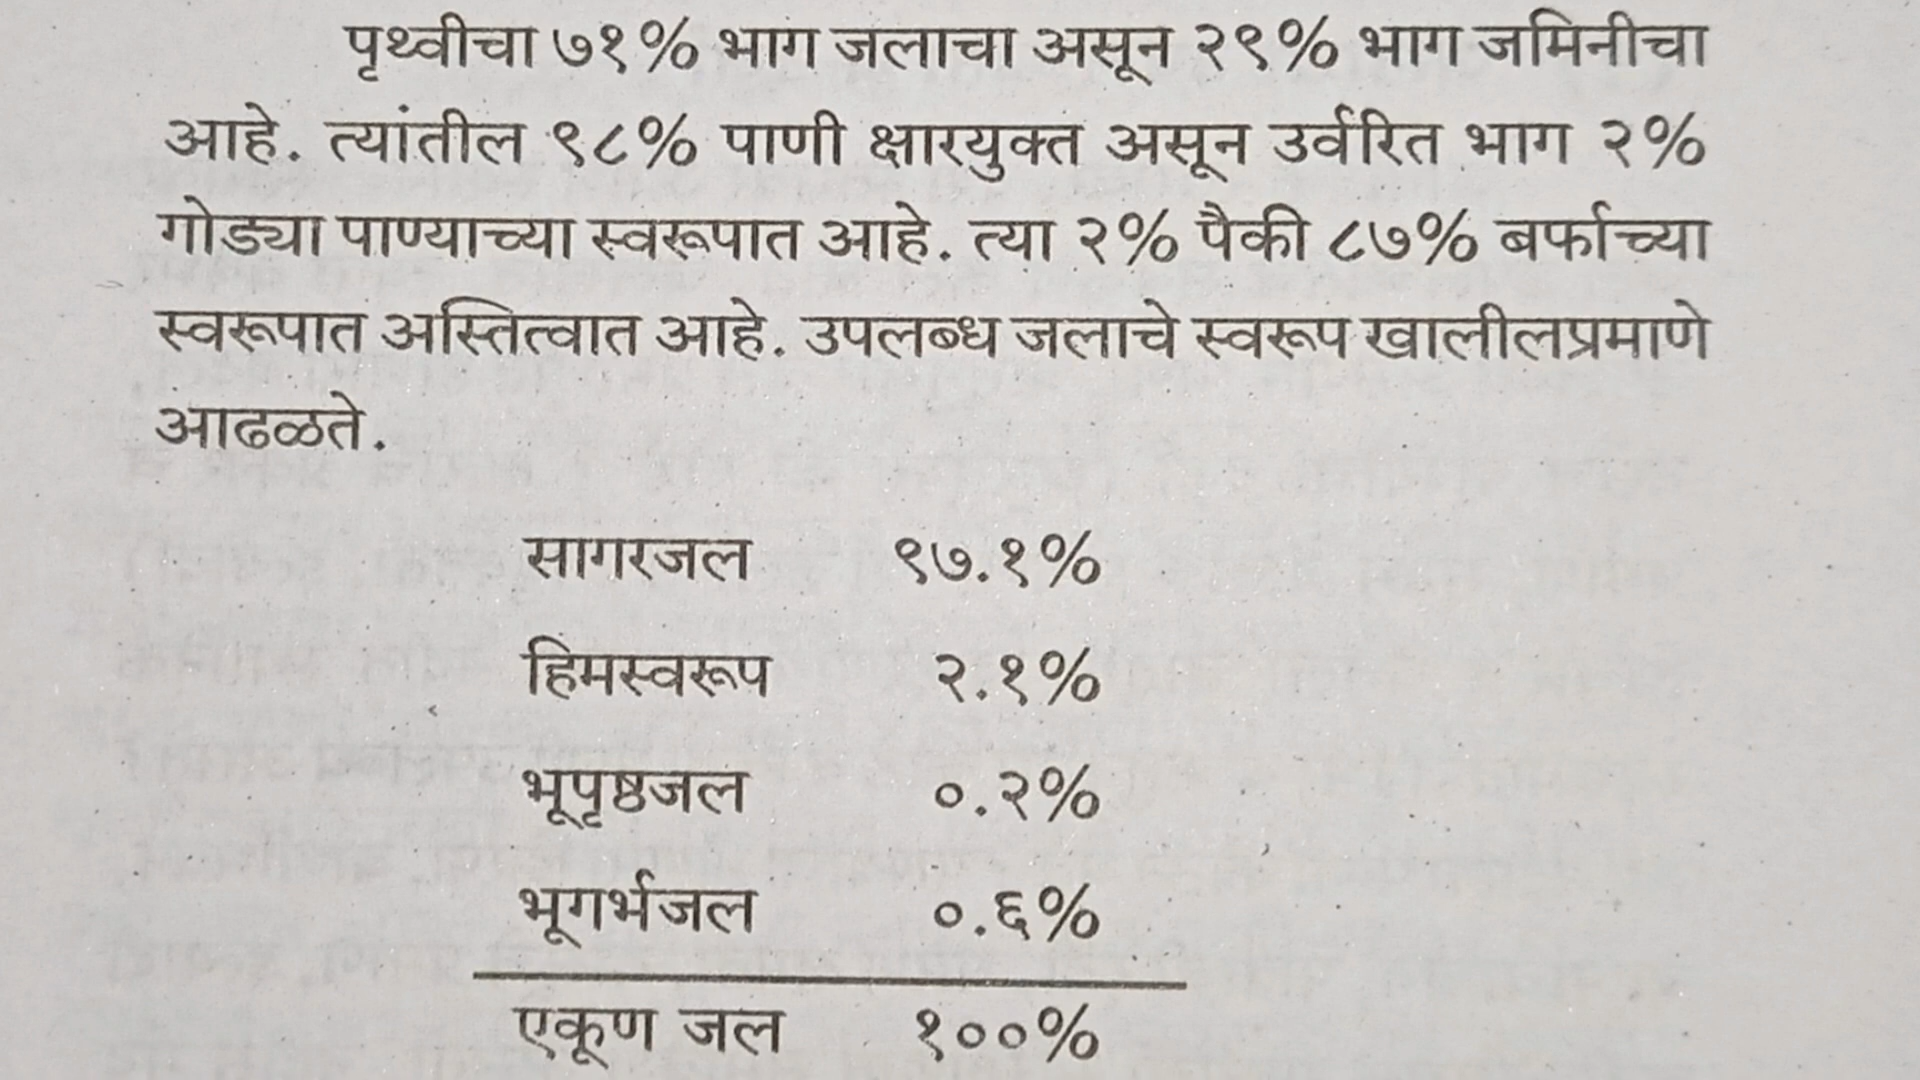 पृथ्वीचा ७१% भाग जलाचा असून २९% भाग जमिनीचा
आहे. त्यांतील ९८% पाणी क्षारयुक्त असून उर्वरित भाग २%
गोड्या पाण्याच्या स्वरूपात आहे. त्या २% पैकी ८७% बर्फाच्या
स्वरूपात अस्तित्वात आहे. उपलब्ध जलाचे स्वरूप खालीलप्रमाणे
आढळते.
सागरजल ९७.१%
हिमस्वरूप २.१%
भूपृष्ठजल ०.२%
भूगर्भजल ०.६%
एकूण जल १००%